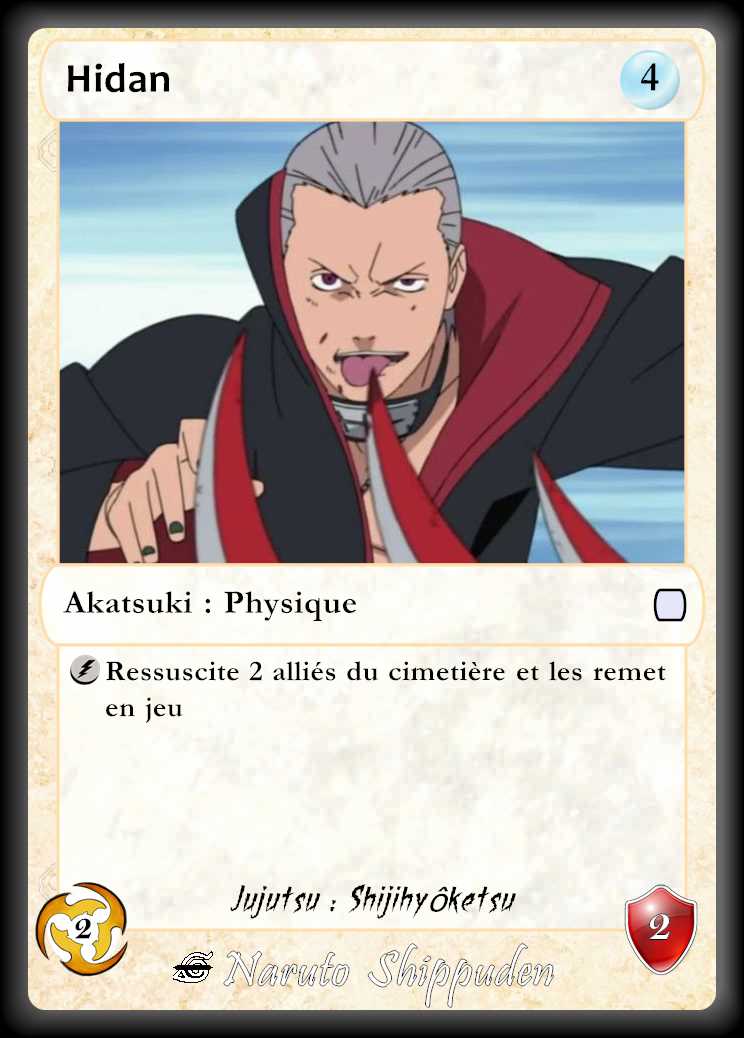 Hidan
4
Akatsuki : Physique
Ressuscite 2 alliés du cimetière et les remet
en jeu
Jujutsu : Shijihyôketsu
2
2
Naruto Shippuden